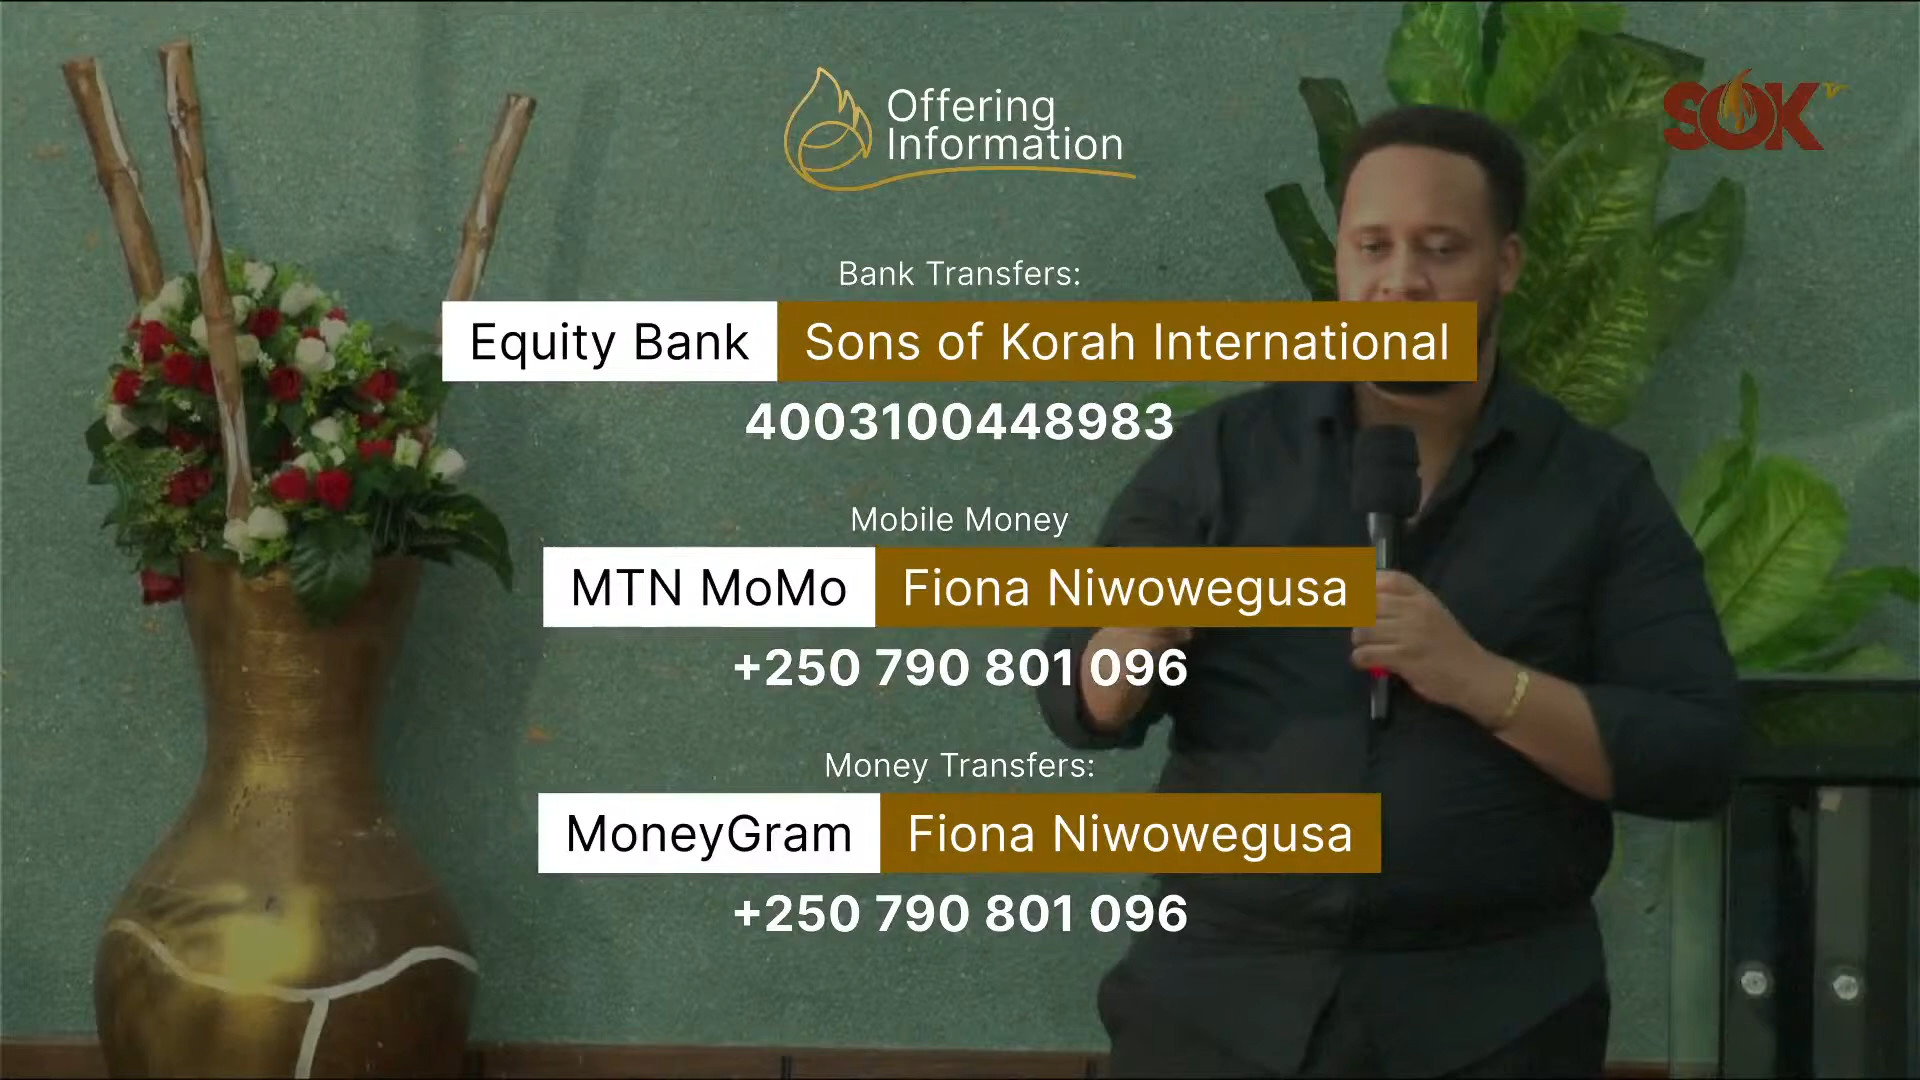 Offering
Information
SOK TV
Bank Transfers:
Equity Bank Sons of Korah International
4003100448983
Mobile Money
MTN MoMo Fiona Niwowegusa
+250 790 801 096
Money Transfers:
MoneyGram Fiona Niwowegusa
+250 790 801 096